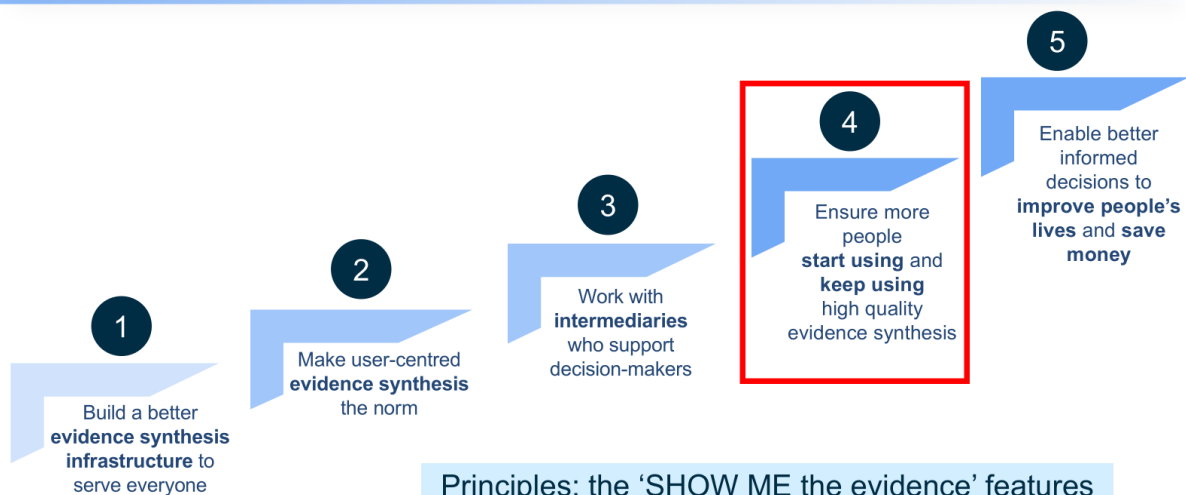 1
Build a better
evidence synthesis
infrastructure to
serve everyone
2
Make user-centred
evidence synthesis
the norm
3
Work with
intermediaries
who support
decision-makers
4
Ensure more
people
start using and
keep using
high quality
evidence synthesis
5
Enable better
informed
decisions to
improve people's
lives and save
money
Principles: the ‘SHOW ME the evidence’ features